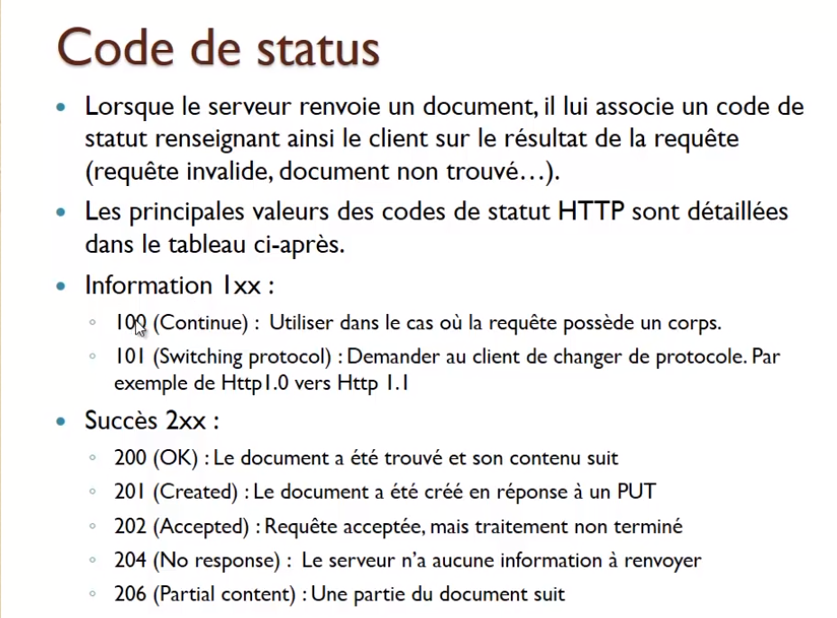 Code de status
Lorsque le serveur renvoie un document, il lui associe un code de
statut renseignant ainsi le client sur le résultat de la requête
(requête invalide, document non trouvé…).
Les principales valeurs des codes de statut HTTP sont détaillées
dans le tableau ci-après.
Information 1xx :
100 (Continue) : Utiliser dans le cas où la requête possède un corps.
101 (Switching protocol) : Demander au client de changer de protocole. Par
exemple de Http1.0 vers Http 1.1
Succès 2xx :
200 (OK) : Le document a été trouvé et son contenu suit
201 (Created) : Le document a été créé en réponse à un PUT
202 (Accepted) : Requête acceptée, mais traitement non terminé
204 (No response) : Le serveur n'a aucune information à renvoyer
206 (Partial content) : Une partie du document suit